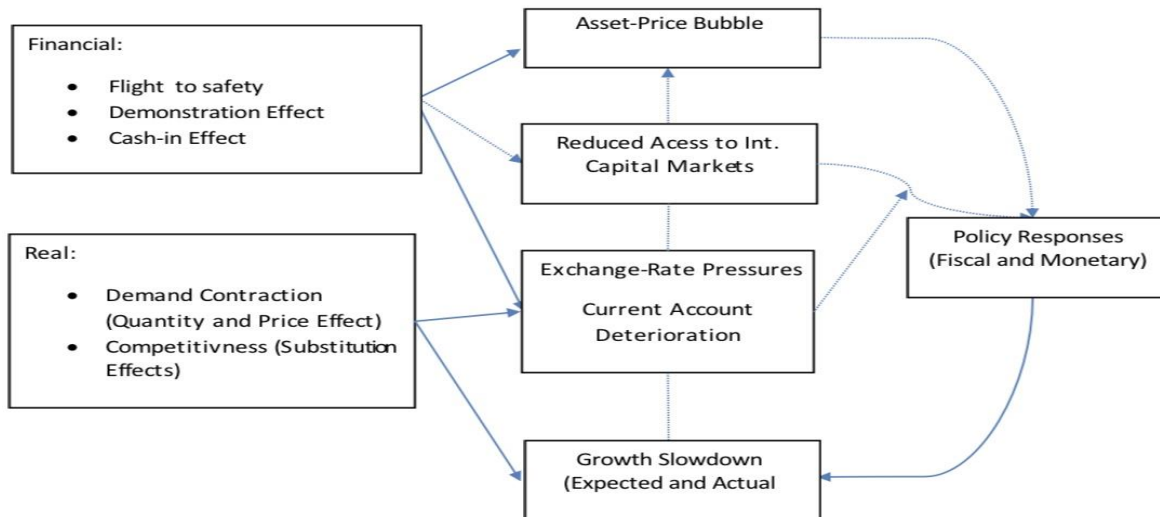 Financial:
• Flight to safety
• Demonstration Effect
• Cash-in Effect
Real:
• Demand Contraction
(Quantity and Price Effect)
• Competitivness (Substitution
Effects)
Asset-Price Bubble
Reduced Acess to Int.
Capital Markets
Exchange-Rate Pressures
Current Account
Deterioration
Growth Slowdown
(Expected and Actual
Policy Responses
(Fiscal and Monetary)